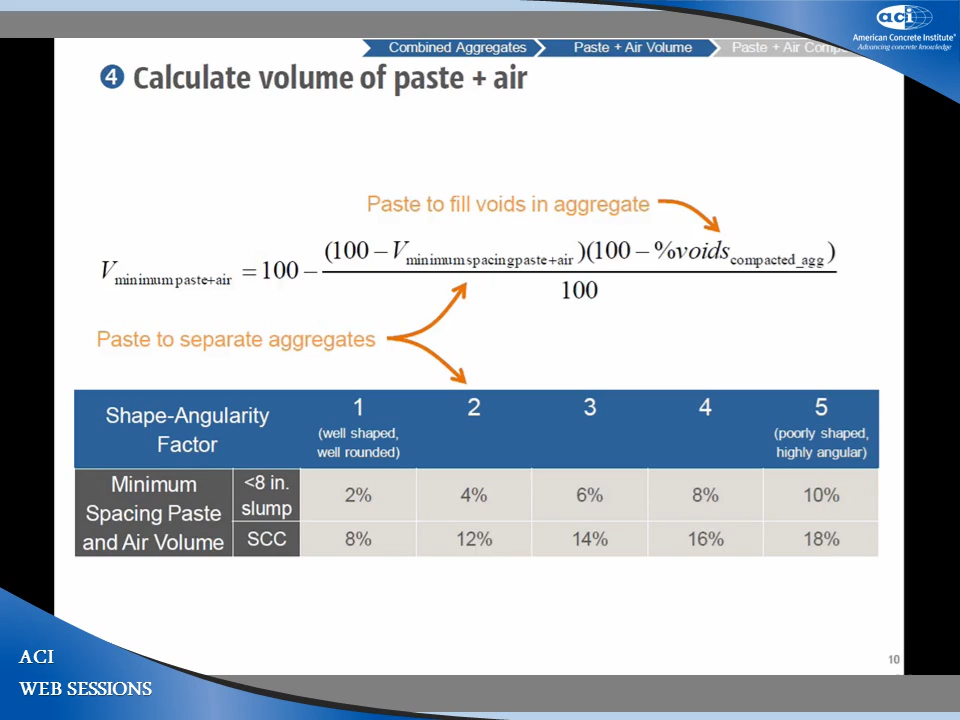 aci
American Concrete Institute®
Advancing concrete knowledge
Combined Aggregates
Paste + Air Volume
Paste + Air
4 Calculate volume of paste + air
Paste to fill voids in aggregate
V minimum paste+air = 100 − (100 − V minimum spacing paste+air )(100 − %voids compacted_agg )
100
Paste to separate aggregates
Shape-Angularity
Factor
1
(well shaped,
well rounded)
2
3
4
5
(poorly shaped,
highly angular)
Minimum
Spacing Paste
and Air Volume
<8 in.
slump
2%
4%
6%
8%
10%
SCC
8%
12%
14%
16%
18%
ACI
WEB SESSIONS
10